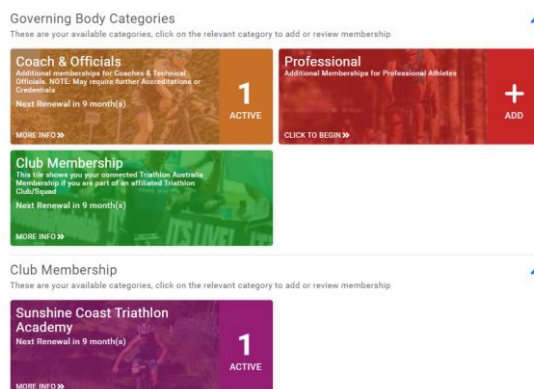 Governing Body Categories
These are your available categories, click on the relevant category to add or review membership
Coach & Officials
Additional memberships for Coaches & Technical
Officials. NOTE: May require further Accreditations or
Credentials
Next Renewal in 9 month(s)
MORE INFO »
1
ACTIVE
Professional
Additional Memberships for Professional Athletes
CLICK TO BEGIN »
+
ADD
Club Membership
This tile shows you your connected Triathlon Australia
Membership if you are part of an affiliated Triathlon
Club/Squad
Next Renewal in 9 month(s)
MORE INFO »
Club Membership
These are your available categories, click on the relevant category to add or review membership
Sunshine Coast Triathlon
Academy
Next Renewal in 9 month(s)
MORE INFO »
1
ACTIVE